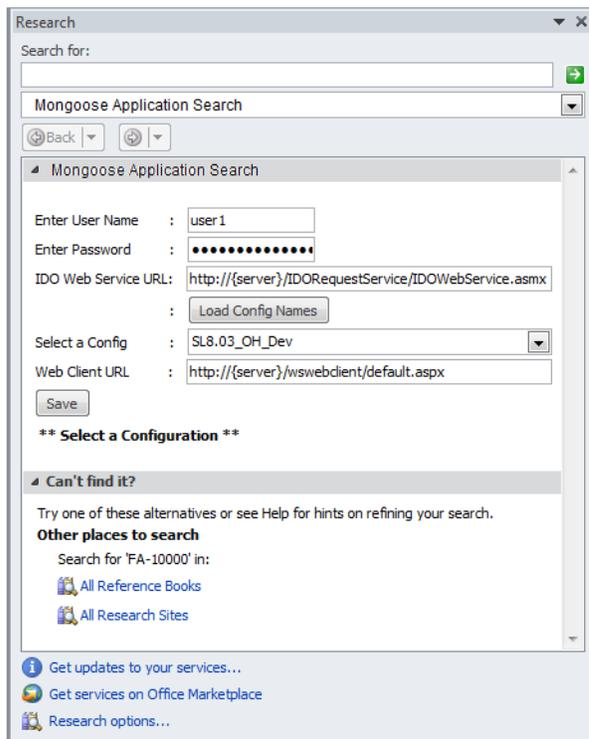 Research
Search for:
Mongoose Application Search
Back
Mongoose Application Search
Enter User Name : user1
Enter Password : ●●●●●●●●●●●●●●
IDO Web Service URL: http://{server}/IDORequestService/IDOWebService.asmx
: Load Config Names
Select a Config : SL8.03_OH_Dev
Web Client URL : http://{server}/wswebclient/default.aspx
Save
** Select a Configuration **
Can't find it?
Try one of these alternatives or see Help for hints on refining your search.
Other places to search
Search for 'FA-10000' in:
All Reference Books
All Research Sites
Get updates to your services...
Get services on Office Marketplace
Research options...